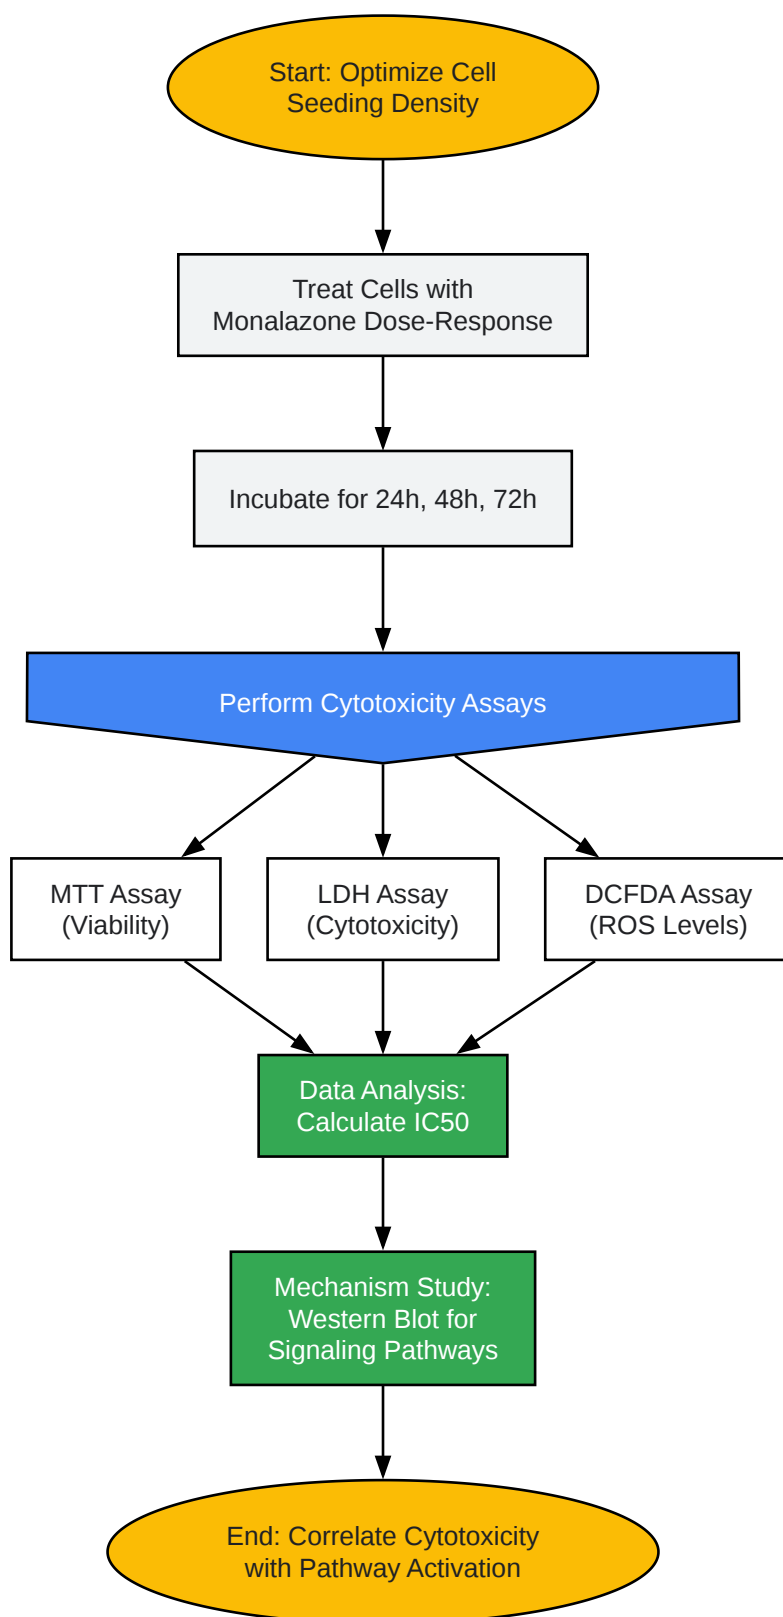 Start: Optimize Cell
Seeding Density
Treat Cells with
Monalazone Dose-Response
Incubate for 24h, 48h, 72h
Perform Cytotoxicity Assays
MTT Assay
(Viability)
LDH Assay
(Cytotoxicity)
DCFDA Assay
(ROS Levels)
Data Analysis:
Calculate IC50
Mechanism Study:
Western Blot for
Signaling Pathways
End: Correlate Cytotoxicity
with Pathway Activation